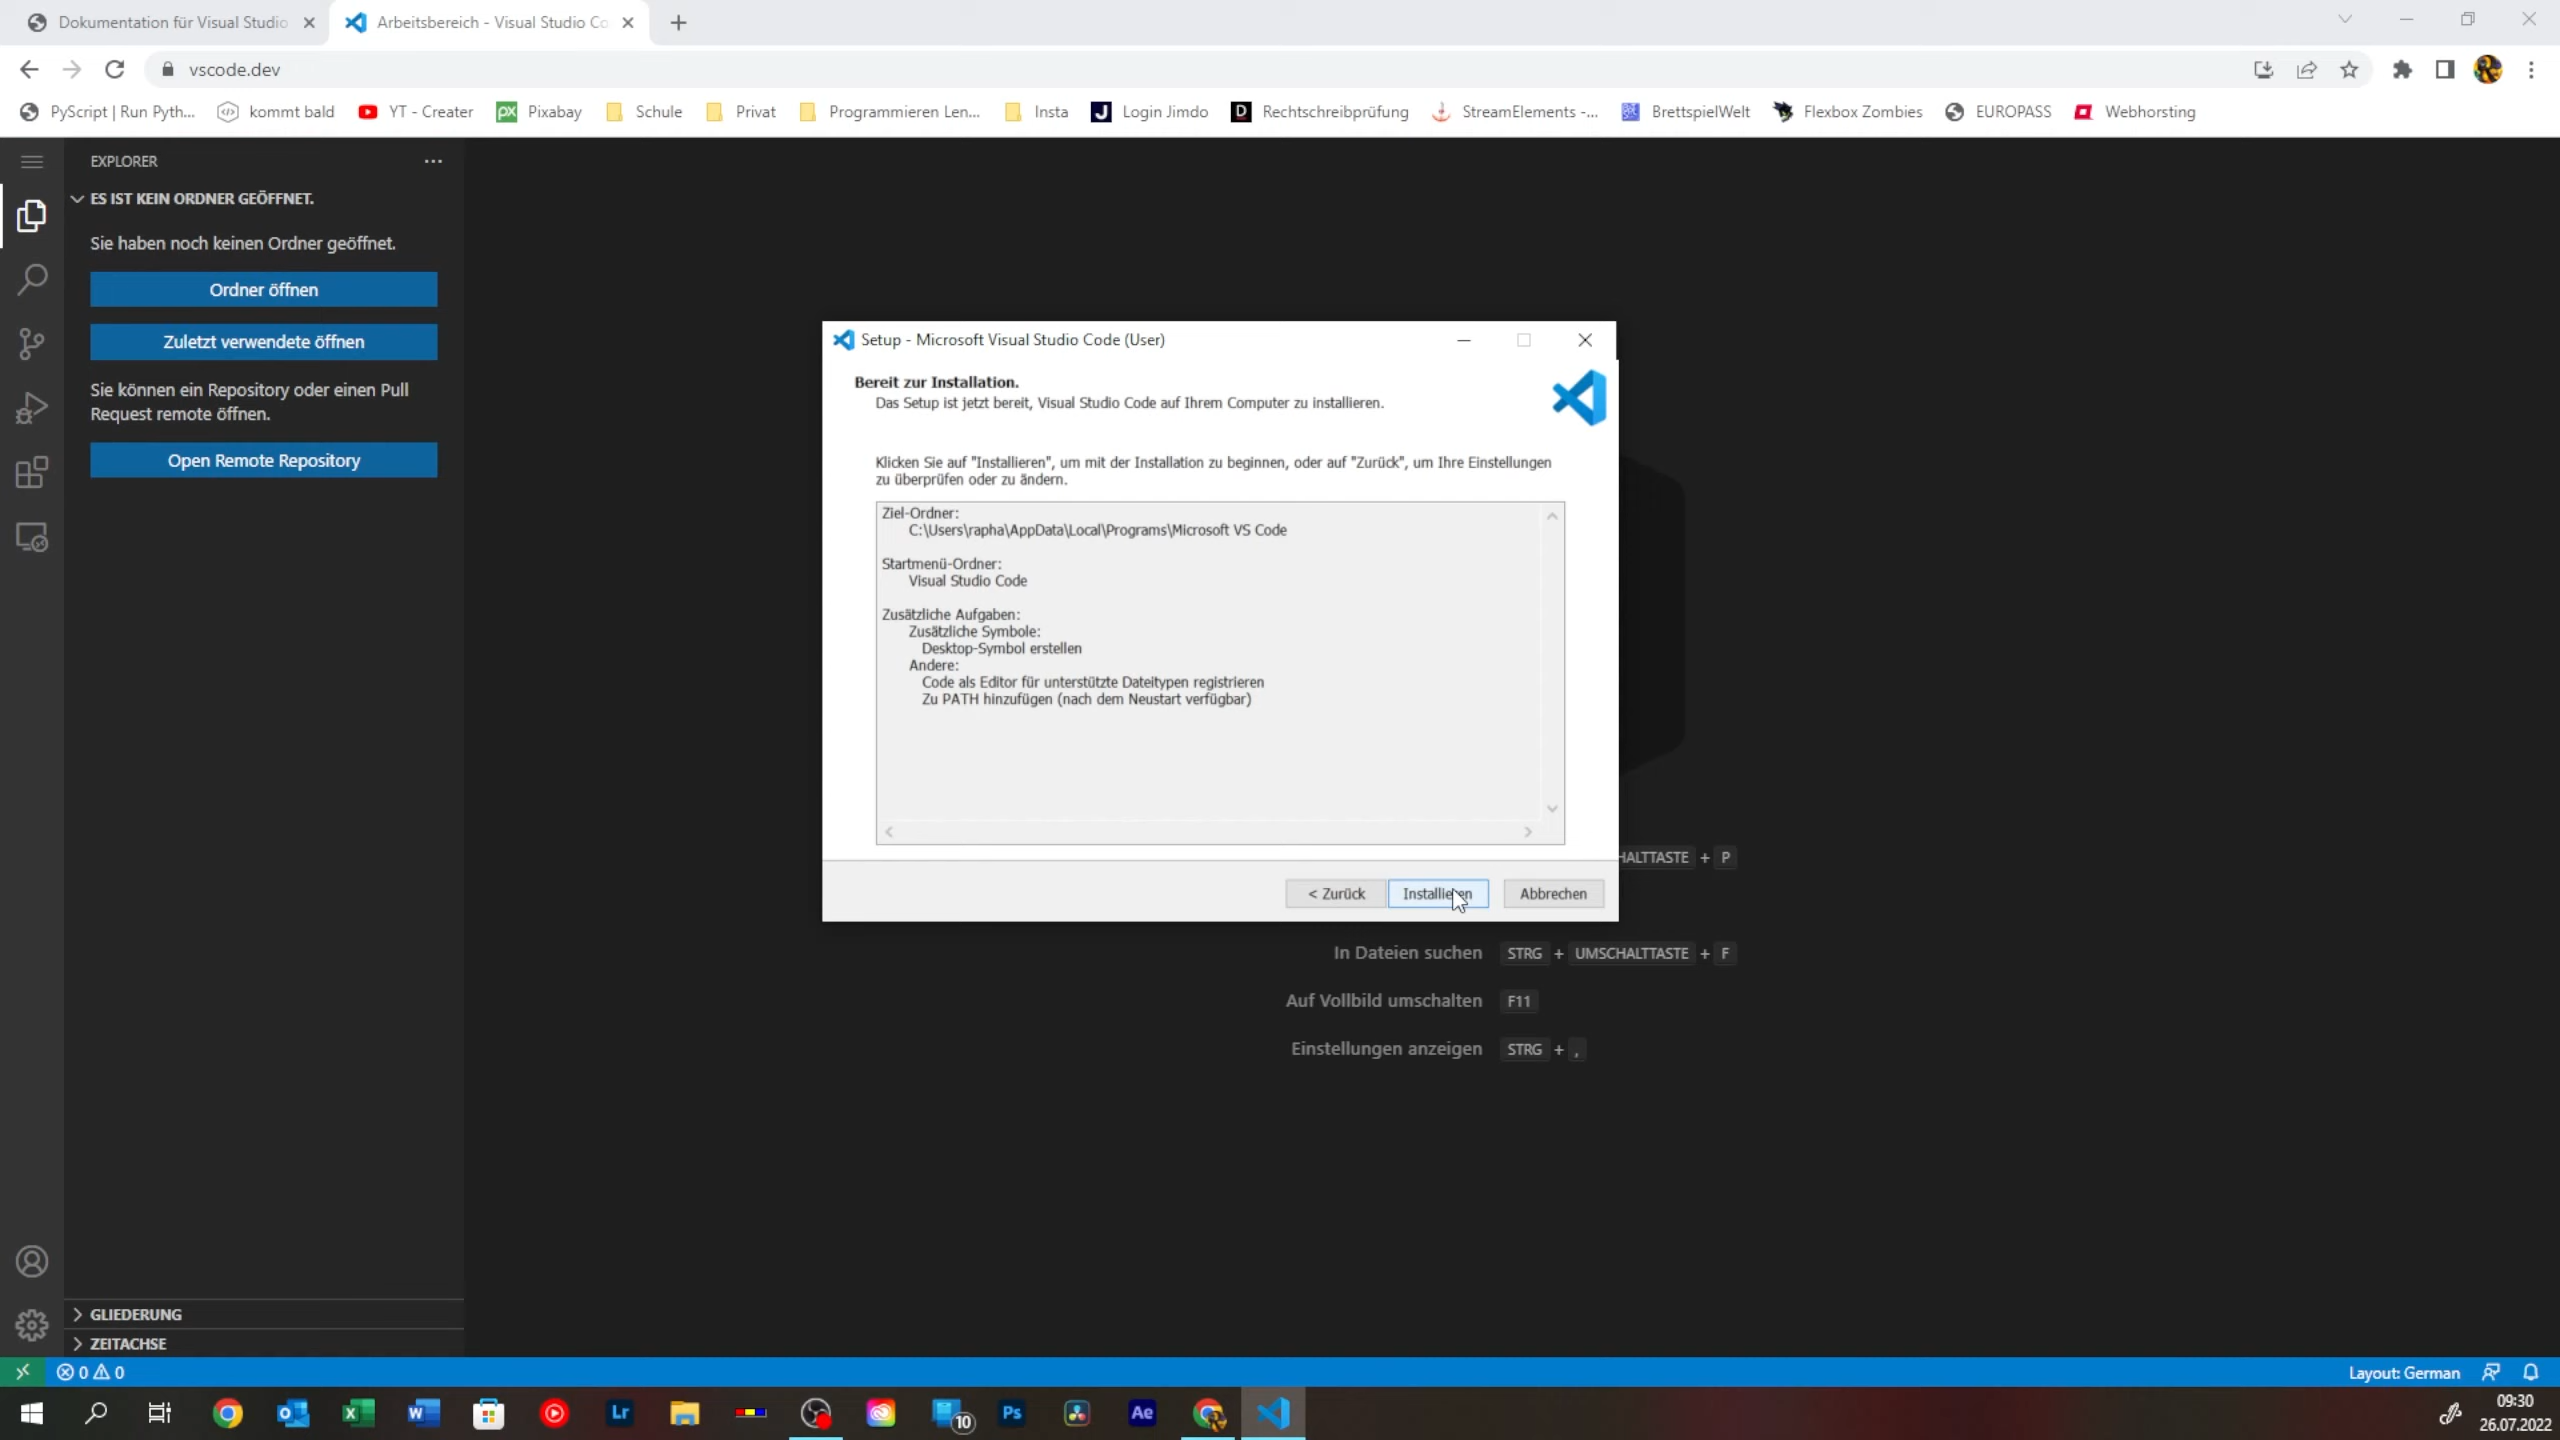 Dokumentation für Visual Studio
Arbeitsbereich - Visual Studio Co
vscode.dev
PyScript | Run Pyth...
kommt bald
YT - Creater
px
Pixabay
Schule
Privat
Programmieren Len...
Insta
J
Login Jimdo
D
Rechtschreibprüfung
StreamElements -...
BrettspielWelt
Flexbox Zombies
EUROPASS
Webhorsting
EXPLORER
ES IST KEIN ORDNER GEÖFFNET.
Sie haben noch keinen Ordner geöffnet.
Ordner öffnen
Zuletzt verwendete öffnen
Sie können ein Repository oder einen Pull
Request remote öffnen.
Open Remote Repository
Setup - Microsoft Visual Studio Code (User)
Bereit zur Installation.
Das Setup ist jetzt bereit, Visual Studio Code auf Ihrem Computer zu installieren.
Klicken Sie auf "Installieren", um mit der Installation zu beginnen, oder auf "Zurück", um Ihre Einstellungen
zu überprüfen oder zu ändern.
Ziel-Ordner:
C:\Users\rapha\AppData\Local\Programs\Microsoft VS Code
Startmenü-Ordner:
Visual Studio Code
Zusätzliche Aufgaben:
Zusätzliche Symbole:
Desktop-Symbol erstellen
Andere:
Code als Editor für unterstützte Dateitypen registrieren
Zu PATH hinzufügen (nach dem Neustart verfügbar)
< Zurück
Installieren
Abbrechen
HALTTASTE + P
In Dateien suchen STRG + UMSCHALTTASTE + F
Auf Vollbild umschalten F11
Einstellungen anzeigen STRG + ,
GLIEDERUNG
ZEITACHSE
0 0
Layout: German
Lr
10
Ps
Ae
09:30
26.07.2022